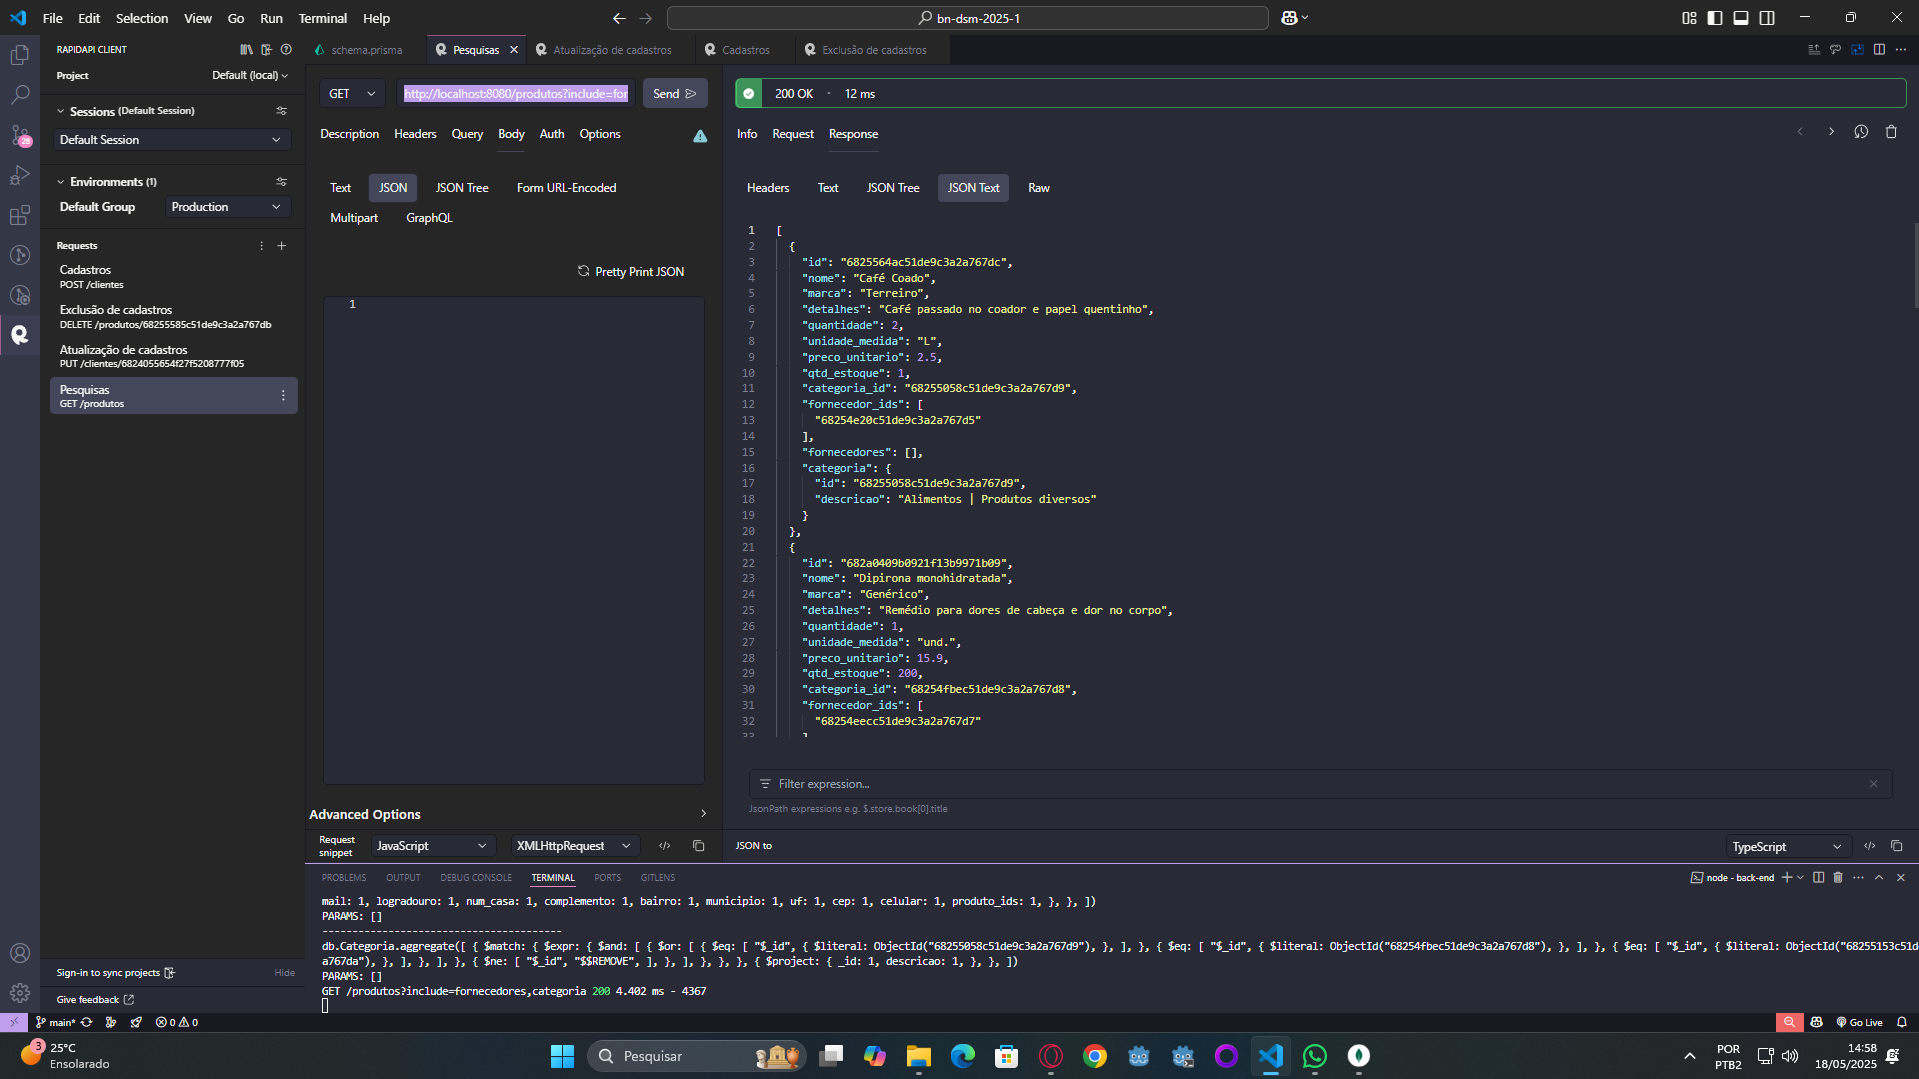 File Edit Selection View Go Run Terminal Help
bn-dsm-2025-1
RAPIDAPI CLIENT
Project
Default (local)
Sessions (Default Session)
Default Session
Environments (1)
Default Group
Production
Requests
Cadastros
POST /clientes
Exclusão de cadastros
DELETE /produtos/68255585c51de9c3a2a767db
Atualização de cadastros
PUT /clientes/6824055654f27f5208777f05
Pesquisas
GET /produtos
Sign-in to sync projects
Hide
Give feedback
schema.prisma
Pesquisas
Atualização de cadastros
Cadastros
Exclusão de cadastros
GET
http://localhost:8080/produtos?include=for
Send
Description Headers Query Body Auth Options
Text JSON JSON Tree Form URL-Encoded
Multipart GraphQL
Pretty Print JSON
1
Advanced Options
Request snippet
JavaScript
XMLHttpRequest
200 OK • 12 ms
Info Request Response
Headers Text JSON Tree JSON Text Raw
1 [
2 {
3 "id": "6825564ac51de9c3a2a767dc",
4 "nome": "Café Coado",
5 "marca": "Terreiro",
6 "detalhes": "Café passado no coador e papel quentinho",
7 "quantidade": 2,
8 "unidade_medida": "L",
9 "preco_unitario": 2.5,
10 "qtd_estoque": 1,
11 "categoria_id": "68255058c51de9c3a2a767d9",
12 "fornecedor_ids": [
13 "68254e20c51de9c3a2a767d5"
14 ],
15 "fornecedores": [],
16 "categoria": {
17 "id": "68255058c51de9c3a2a767d9",
18 "descricao": "Alimentos | Produtos diversos"
19 }
20 },
21 {
22 "id": "682a0409b0921f13b9971b09",
23 "nome": "Dipirona monohidratada",
24 "marca": "Genérico",
25 "detalhes": "Remédio para dores de cabeça e dor no corpo",
26 "quantidade": 1,
27 "unidade_medida": "und.",
28 "preco_unitario": 15.9,
29 "qtd_estoque": 200,
30 "categoria_id": "68254fbec51de9c3a2a767d8",
31 "fornecedor_ids": [
32 "68254eecc51de9c3a2a767d7"
33 ]
Filter expression...
JsonPath expressions e.g. $.store.book[0].title
JSON to
TypeScript
PROBLEMS OUTPUT DEBUG CONSOLE TERMINAL PORTS GITLENS
node - back-end
mail: 1, logradouro: 1, num_casa: 1, complemento: 1, bairro: 1, municipio: 1, uf: 1, cep: 1, celular: 1, produto_ids: 1, }, }, ])
PARAMS: []
----------------------------------------
db.Categoria.aggregate([ { $match: { $expr: { $and: [ { $or: [ { $eq: [ "$_id", { $literal: ObjectId("68255058c51de9c3a2a767d9"), }, ], }, { $eq: [ "$_id", { $literal: ObjectId("68254fbec51de9c3a2a767d8"), }, ], }, { $eq: [ "$_id", { $literal: ObjectId("68255153c51d
a767da"), }, ], }, ], }, { $ne: [ "$_id", "$$REMOVE", ], }, ], }, }, }, { $project: { _id: 1, descricao: 1, }, }, ])
PARAMS: []
GET /produtos?include=fornecedores,categoria 200 4.402 ms - 4367
28
main*
0 0
Go Live
3
25°C
Ensolarado
Pesquisar
POR
PTB2
14:58
18/05/2025